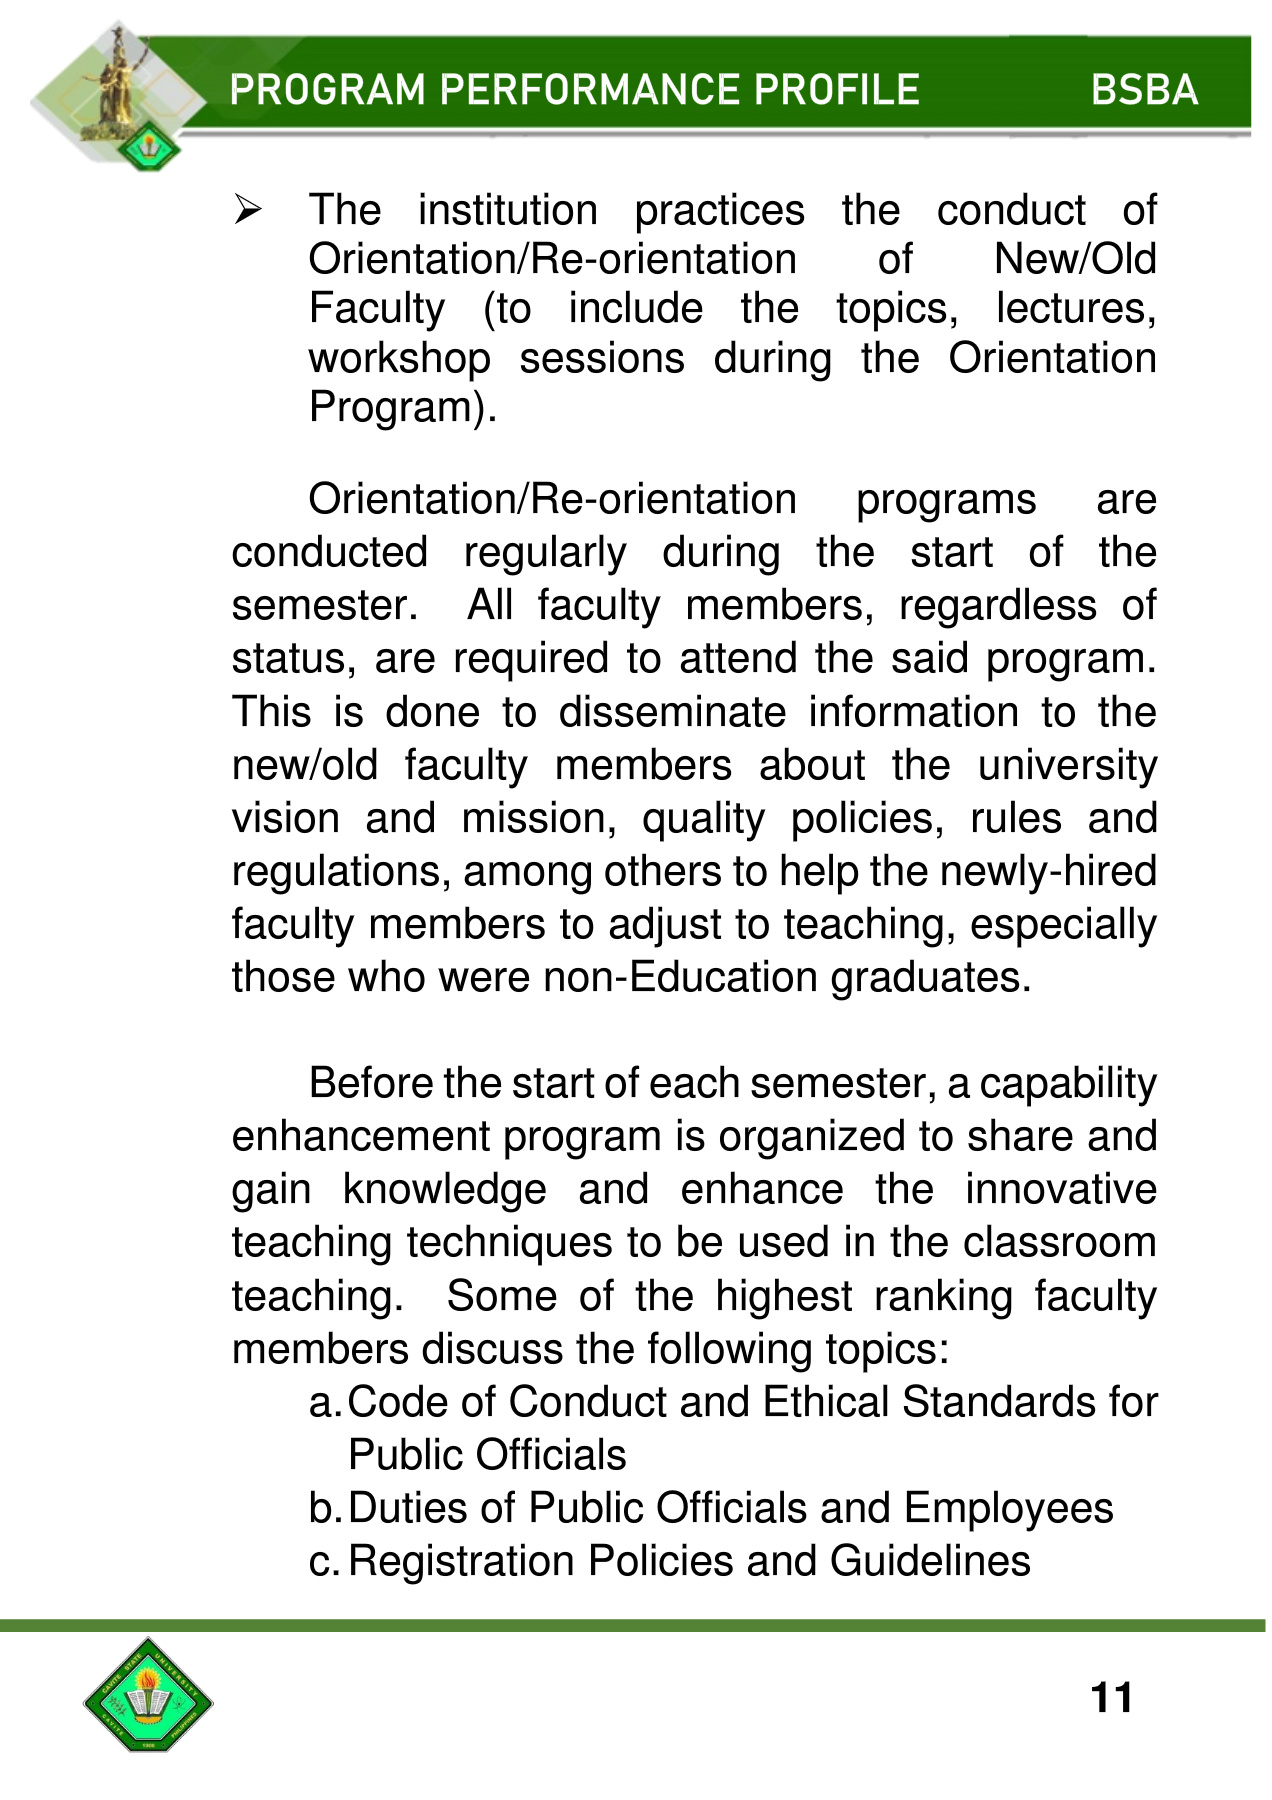 PROGRAM PERFORMANCE PROFILE BSBA
➢ The institution practices the conduct of
Orientation/Re-orientation of New/Old
Faculty (to include the topics, lectures,
workshop sessions during the Orientation
Program).
Orientation/Re-orientation programs are
conducted regularly during the start of the
semester. All faculty members, regardless of
status, are required to attend the said program.
This is done to disseminate information to the
new/old faculty members about the university
vision and mission, quality policies, rules and
regulations, among others to help the newly-hired
faculty members to adjust to teaching, especially
those who were non-Education graduates.
Before the start of each semester, a capability
enhancement program is organized to share and
gain knowledge and enhance the innovative
teaching techniques to be used in the classroom
teaching. Some of the highest ranking faculty
members discuss the following topics:
a. Code of Conduct and Ethical Standards for
Public Officials
b. Duties of Public Officials and Employees
c. Registration Policies and Guidelines
CAVITE STATE UNIVERSITY
CAVITE PHILIPPINES
1906
11